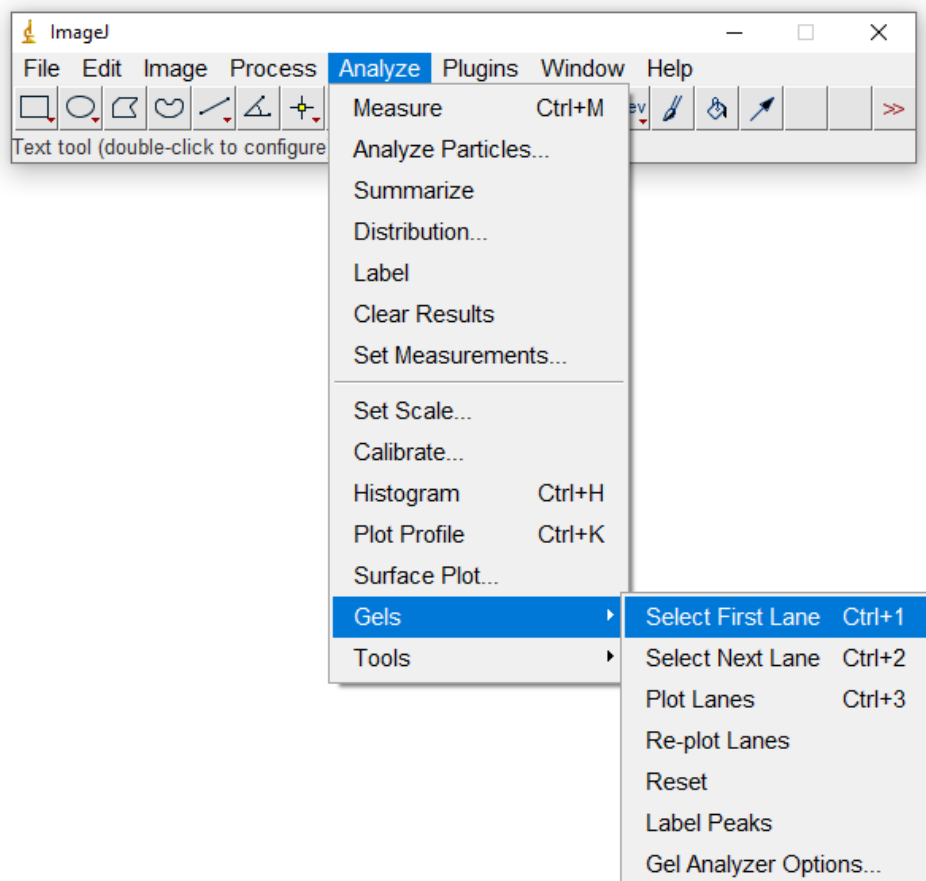 ImageJ
File Edit Image Process Analyze Plugins Window Help
Text tool (double-click to configure
Measure Ctrl+M
Analyze Particles...
Summarize
Distribution...
Label
Clear Results
Set Measurements...
Set Scale...
Calibrate...
Histogram Ctrl+H
Plot Profile Ctrl+K
Surface Plot...
Gels
Tools
Select First Lane Ctrl+1
Select Next Lane Ctrl+2
Plot Lanes Ctrl+3
Re-plot Lanes
Reset
Label Peaks
Gel Analyzer Options...